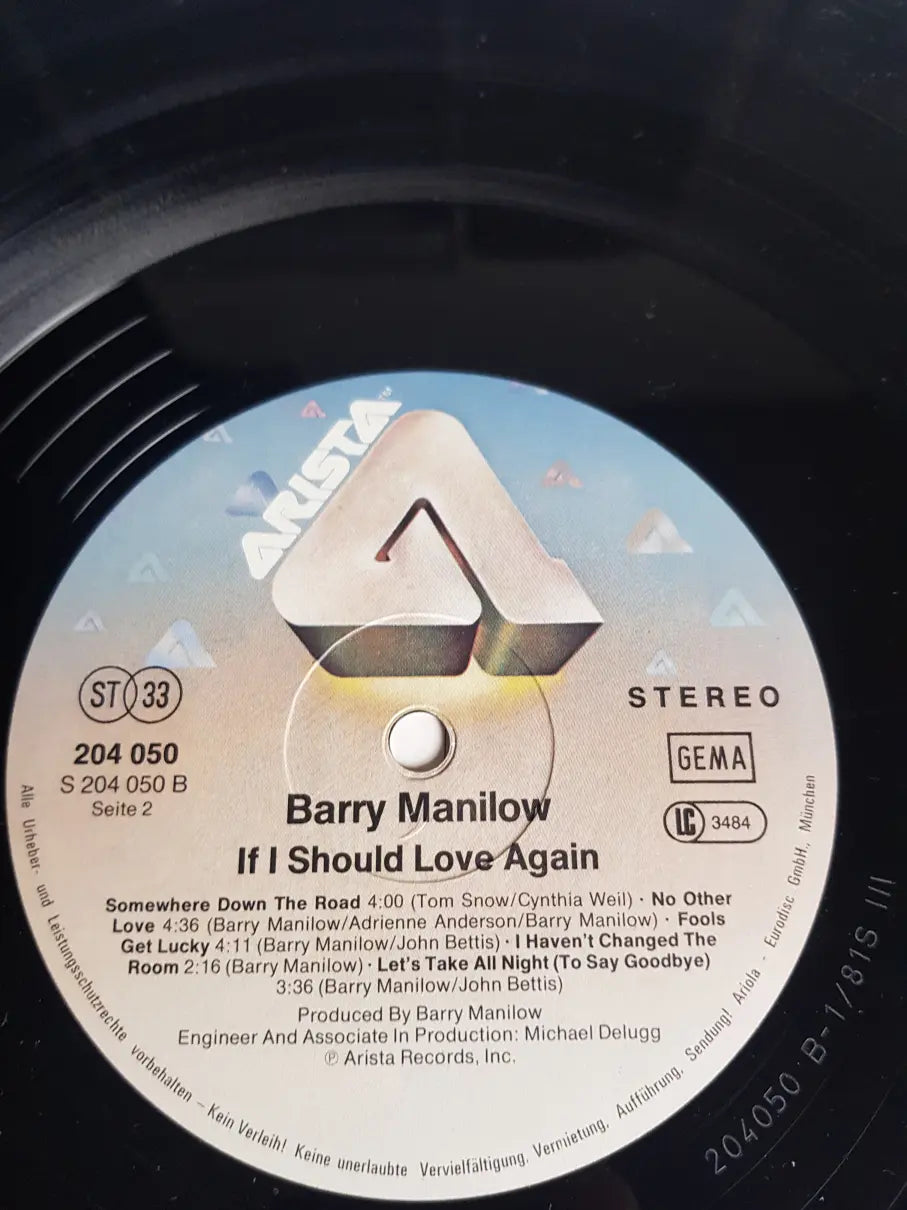 ARISTA™
ST 33
STEREO
204 050
S 204 050 B
Seite 2
GEMA
LC 3484
Barry Manilow
If I Should Love Again
Somewhere Down The Road 4:00 (Tom Snow/Cynthia Weil) · No Other
Love 4:36 (Barry Manilow/Adrienne Anderson/Barry Manilow) · Fools
Get Lucky 4:11 (Barry Manilow/John Bettis) · I Haven't Changed The
Room 2:16 (Barry Manilow) · Let's Take All Night (To Say Goodbye)
3:36 (Barry Manilow/John Bettis)
Produced By Barry Manilow
Engineer And Associate In Production: Michael Delugg
℗ Arista Records, Inc.
Alle Urheber- und Leistungsschutzrechte vorbehalten – Kein Verleih! Keine unerlaubte Vervielfältigung, Vermietung, Aufführung, Sendung! Ariola - Eurodisc GmbH., München
204050 B-1/81S III